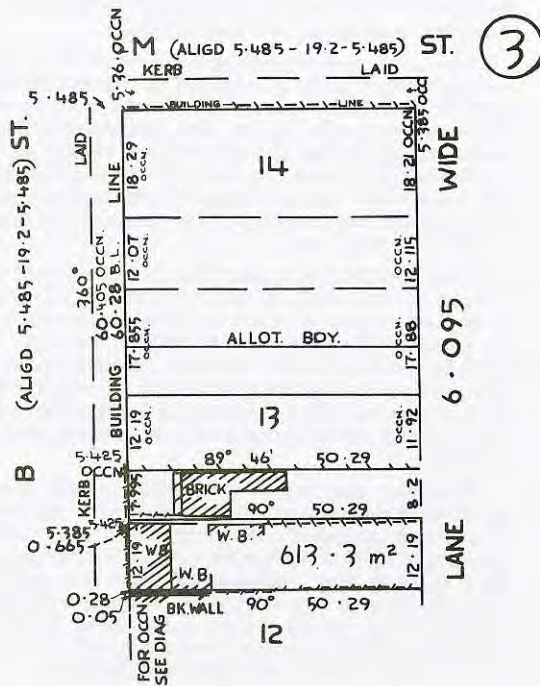 M (ALIGD 5·485 - 19·2 - 5·485) ST.
3
KERB LAID
5·36 OCCN
5·485
BUILDING LINE
5·385 OCC
B (ALIGD 5·485 - 19·2 - 5·485) ST.
KERB LAID
360°
60·405 OCCN
BUILDING LINE
60·28 B.L.
18·29 OCCN.
14
18·21 OCCN
12·07 OCCN.
12·115 OCCN.
17·855 OCCN.
ALLOT. BDY.
17·88 OCCN.
12·19 OCCN.
13
11·92 OCCN.
LANE 6·095 WIDE
5·425 OCCN
89° 46' 50·29
7·995
BRICK
8·2
90° 50·29
5·425
5·385
0·665
W.B
W.B.
12·19
613·3 m²
12·19
W.B
0·28
0·05
BK.WALL
90° 50·29
FOR OCCN
SEE DIAG
12